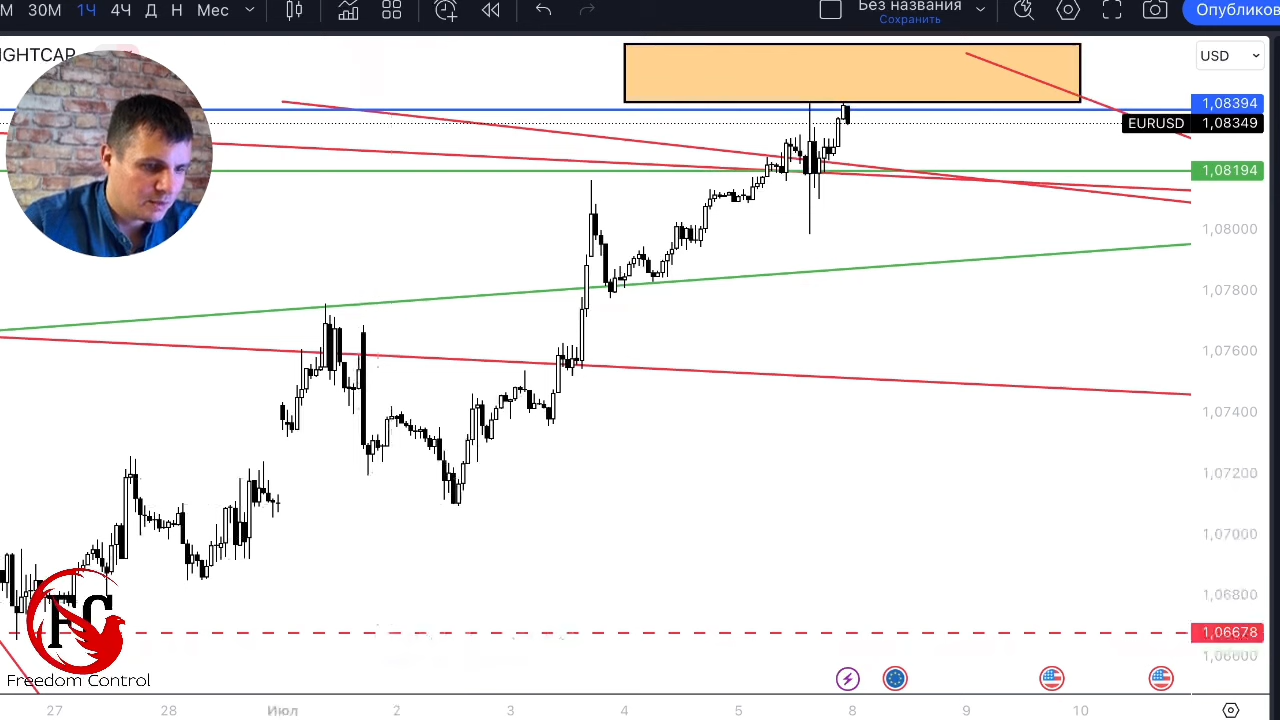 М 30М 1Ч 4Ч Д Н Мес
Без названия
Сохранить
Опубликов
IGHTCAP
USD
1,08394
EURUSD 1,08349
1,08194
1,08000
1,07800
1,07600
1,07400
1,07200
1,07000
1,06800
1,06678
1,06600
FC
Freedom Control
27 28 Июл 2 3 4 5 8 9 10